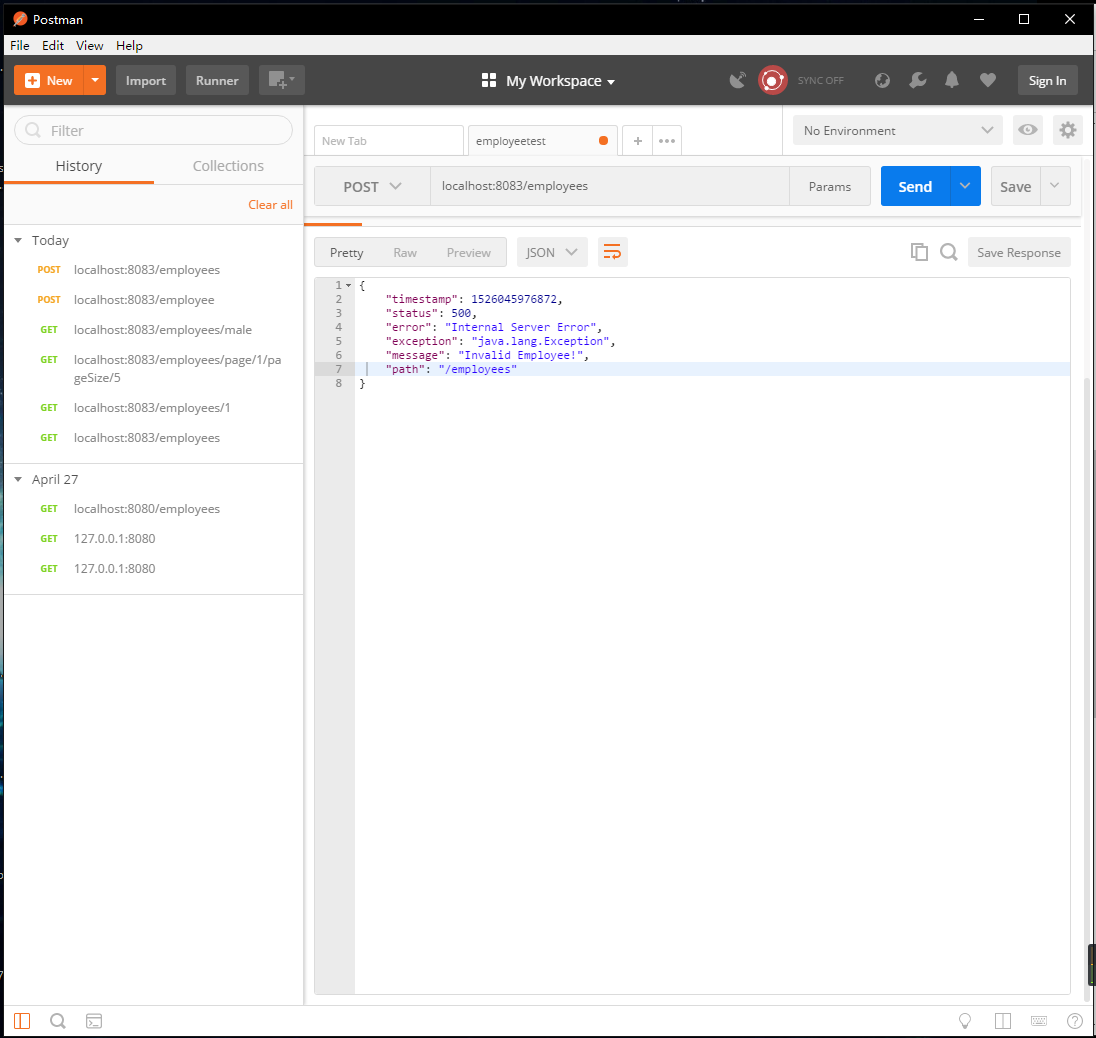 Postman
File Edit View Help
New Import Runner My Workspace SYNC OFF Sign In
Filter
History Collections
Clear all
Today
POST localhost:8083/employees
POST localhost:8083/employee
GET localhost:8083/employees/male
GET localhost:8083/employees/page/1/pa
geSize/5
GET localhost:8083/employees/1
GET localhost:8083/employees
April 27
GET localhost:8080/employees
GET 127.0.0.1:8080
GET 127.0.0.1:8080
New Tab employeetest No Environment
POST localhost:8083/employees Params Send Save
Pretty Raw Preview JSON Save Response
1 {
2 "timestamp": 1526045976872,
3 "status": 500,
4 "error": "Internal Server Error",
5 "exception": "java.lang.Exception",
6 "message": "Invalid Employee!",
7 "path": "/employees"
8 }